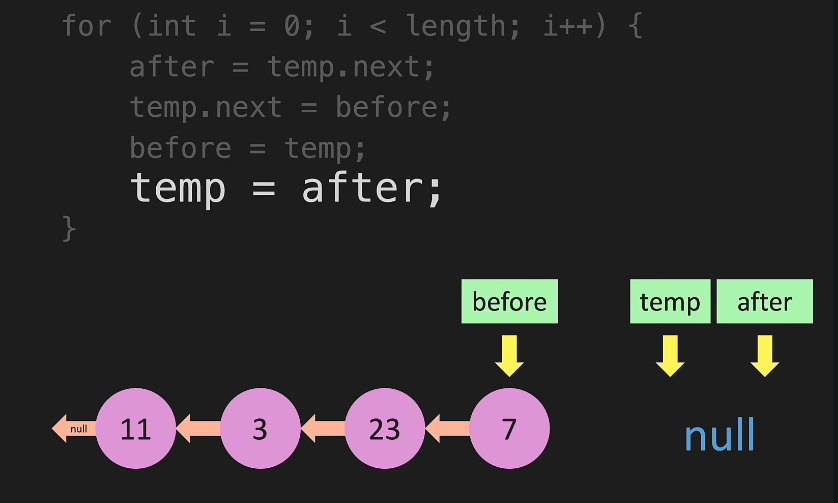 for (int i = 0; i < length; i++) {
after = temp.next;
temp.next = before;
before = temp;
temp = after;
}
before temp after
null 11 3 23 7 null